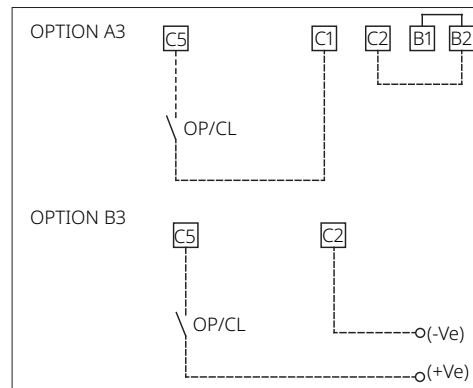 OPTION A3
C5 C1 C2 B1 B2
OP/CL
OPTION B3
C5 C2
OP/CL
(-Ve)
(+Ve)